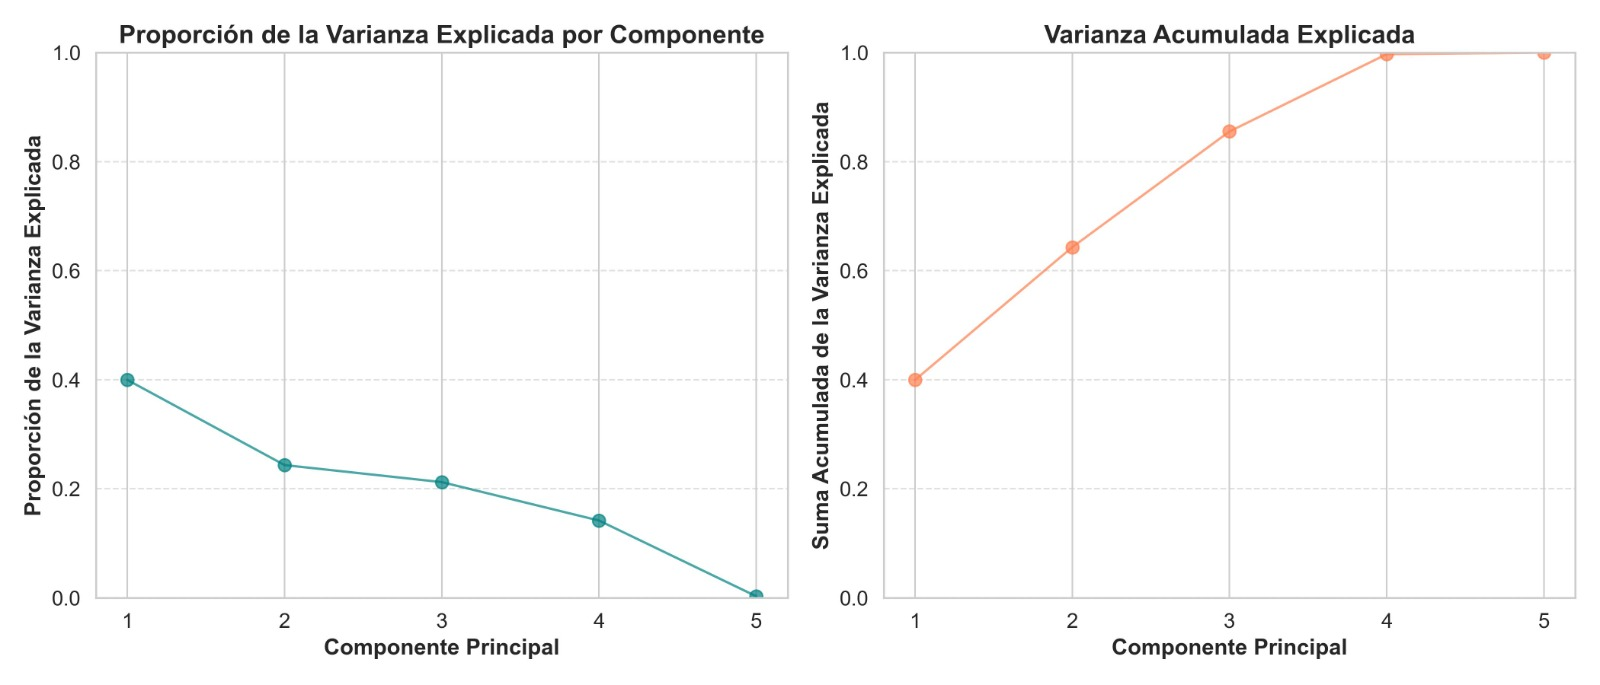 Proporción de la Varianza Explicada por Componente
Proporción de la Varianza Explicada
1.0
0.8
0.6
0.4
0.2
0.0
1 2 3 4 5
Componente Principal
Varianza Acumulada Explicada
Suma Acumulada de la Varianza Explicada
1.0
0.8
0.6
0.4
0.2
0.0
1 2 3 4 5
Componente Principal